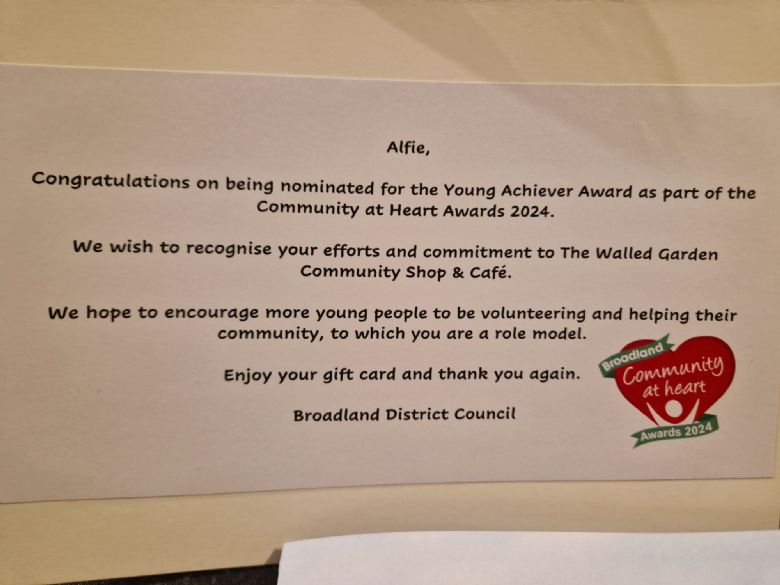 Alfie,
Congratulations on being nominated for the Young Achiever Award as part of the
Community at Heart Awards 2024.
We wish to recognise your efforts and commitment to The Walled Garden
Community Shop & Café.
We hope to encourage more young people to be volunteering and helping their
community, to which you are a role model.
Enjoy your gift card and thank you again.
Broadland District Council
Broadland
Community
at heart
Awards 2024